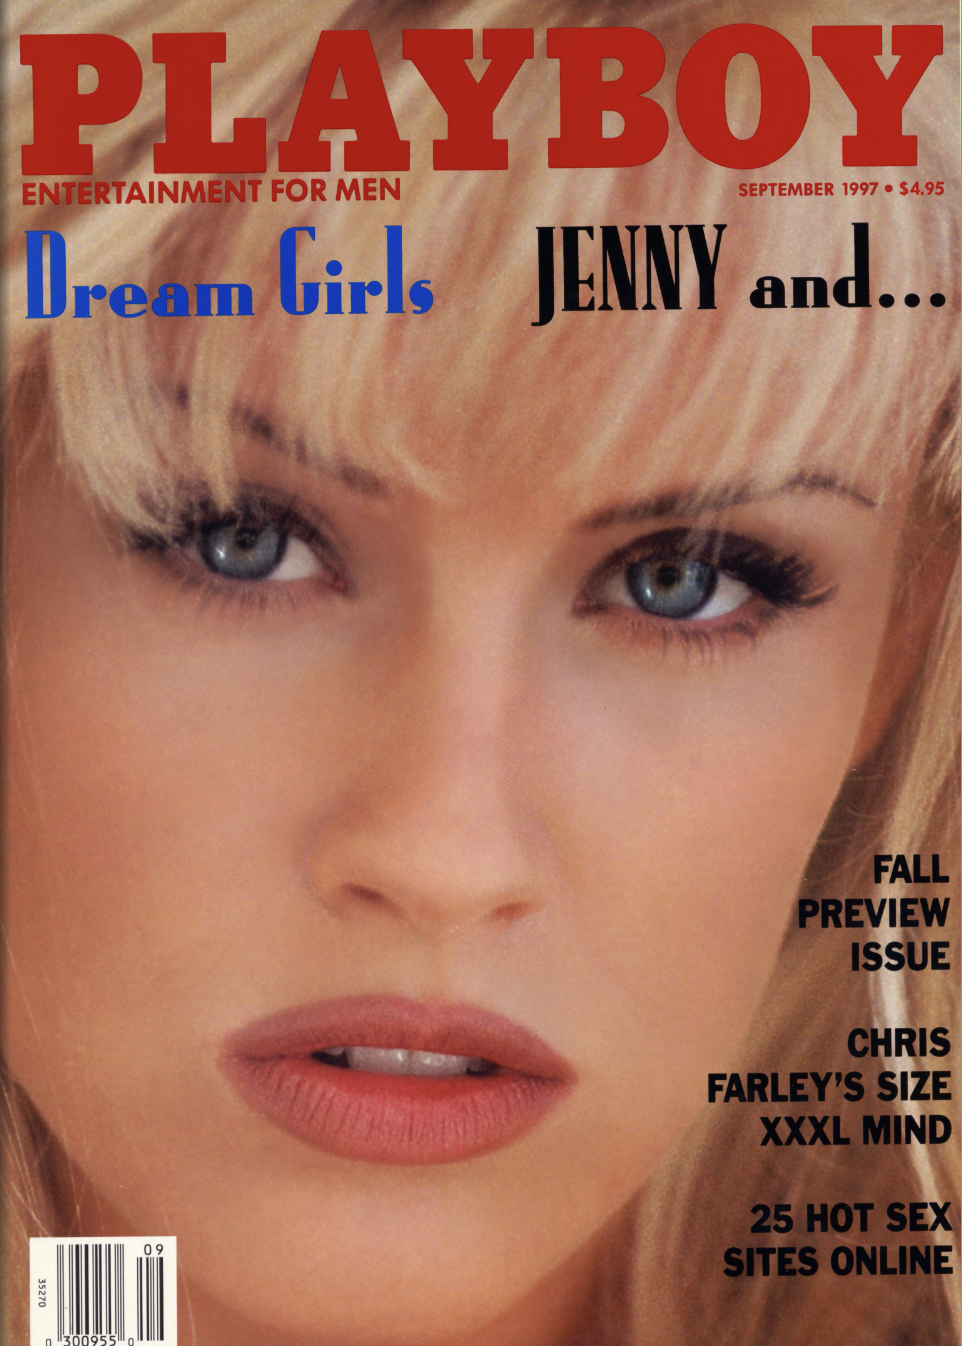 PLAYBOY
ENTERTAINMENT FOR MEN
SEPTEMBER 1997 • $4.95
Dream Girls
JENNY and...
FALL
PREVIEW
ISSUE
CHRIS
FARLEY'S SIZE
XXXL MIND
25 HOT SEX
SITES ONLINE
09
35270
0 300955 0